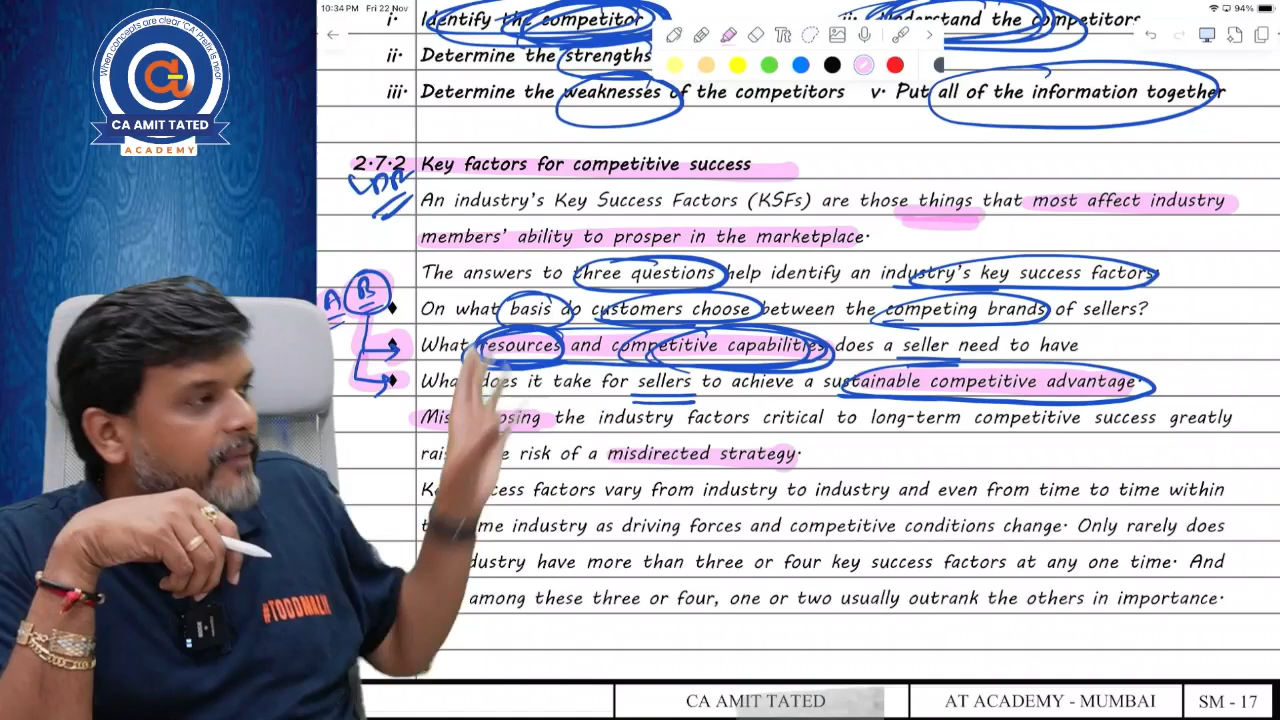 10:34 PM Fri 22 Nov
94%
When concepts are clear 'CA' Prefix is near
CA AMIT TATED
ACADEMY
i· Identify the competitor
iii· Understand the competitors
ii· Determine the strengths
iii· Determine the weaknesses of the competitors v· Put all of the information together
2·7·2 Key factors for competitive success
An industry's Key Success Factors (KSFs) are those things that most affect industry
members' ability to prosper in the marketplace·
The answers to three questions help identify an industry's key success factors
A B
♦ On what basis do customers choose between the competing brands of sellers?
♦ What resources and competitive capabilities does a seller need to have
♦ What does it take for sellers to achieve a sustainable competitive advantage·
the industry factors critical to long-term competitive success greatly
risk of a misdirected strategy·
factors vary from industry to industry and even from time to time within
industry as driving forces and competitive conditions change· Only rarely does
have more than three or four key success factors at any one time· And
among these three or four, one or two usually outrank the others in importance·
CA AMIT TATED
AT ACADEMY - MUMBAI
SM - 17